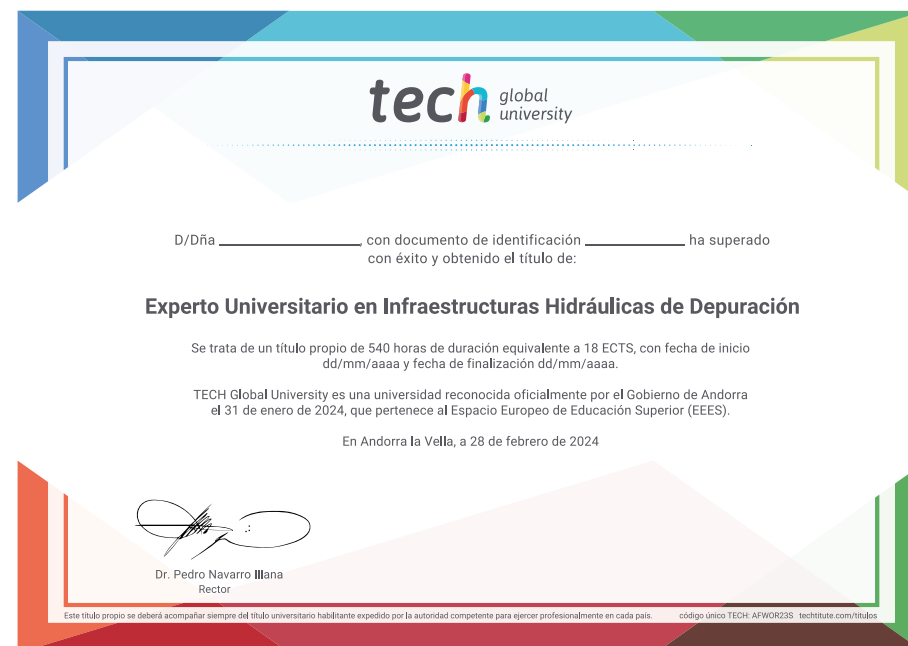 tech global university
D/Dña ______________________, con documento de identificación _______________ ha superado
con éxito y obtenido el título de:
Experto Universitario en Infraestructuras Hidráulicas de Depuración
Se trata de un título propio de 540 horas de duración equivalente a 18 ECTS, con fecha de inicio
dd/mm/aaaa y fecha de finalización dd/mm/aaaa.
TECH Global University es una universidad reconocida oficialmente por el Gobierno de Andorra
el 31 de enero de 2024, que pertenece al Espacio Europeo de Educación Superior (EEES).
En Andorra la Vella, a 28 de febrero de 2024
Dr. Pedro Navarro Illana
Rector
Este título propio se deberá acompañar siempre del título universitario habilitante expedido por la autoridad competente para ejercer profesionalmente en cada país. código único TECH: AFWOR23S techtitute.com/titulos